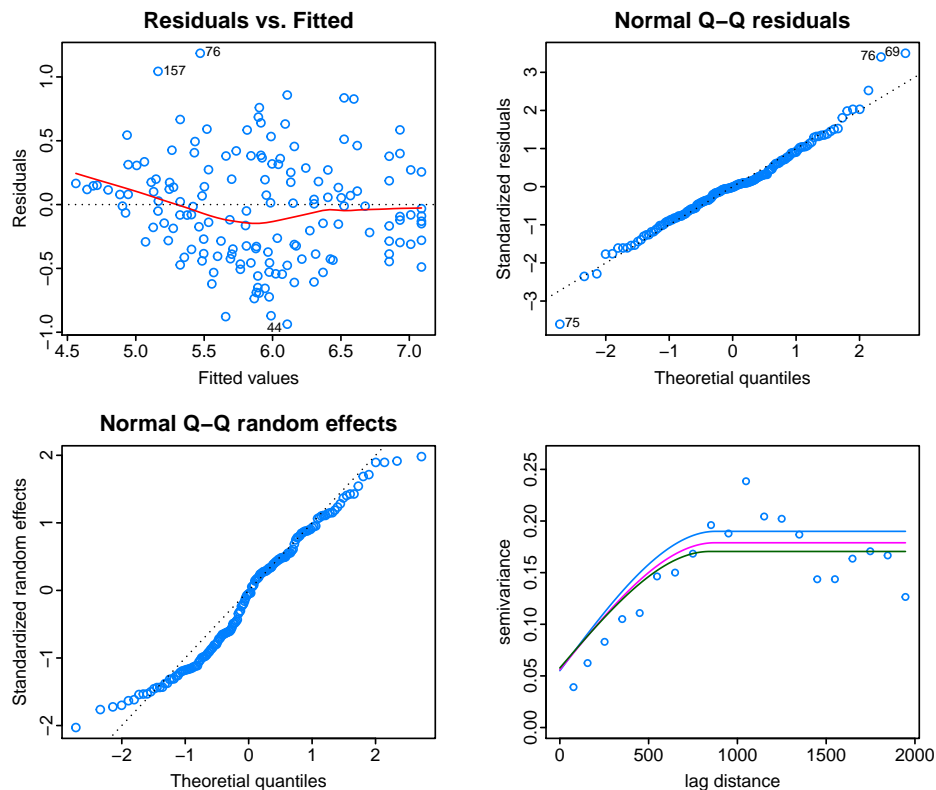 Residuals vs. Fitted
Residuals
1.0
0.5
0.0
−0.5
−1.0
76
157
44
4.5 5.0 5.5 6.0 6.5 7.0
Fitted values
Normal Q−Q residuals
Standardized residuals
3
2
1
0
−1
−3
76 69
75
−2 −1 0 1 2
Theoretial quantiles
Normal Q−Q random effects
Standardized random effects
2
1
0
−1
−2
−2 −1 0 1 2
Theoretial quantiles
semivariance
0.25
0.20
0.15
0.10
0.05
0.00
0 500 1000 1500 2000
lag distance